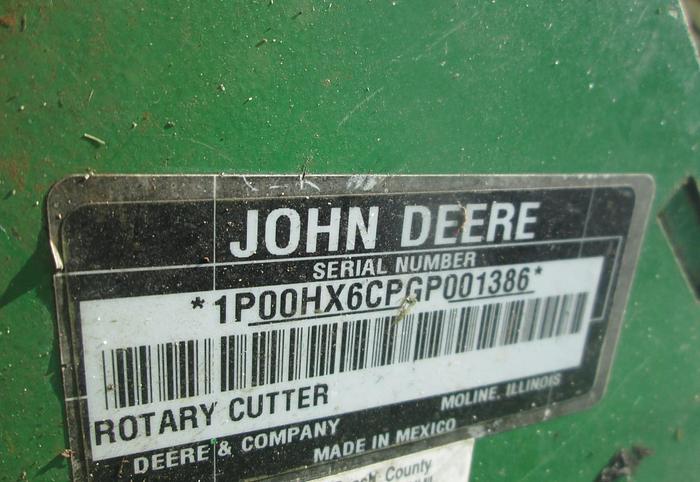 JOHN DEERE
SERIAL NUMBER
*1P00HX6CPGP001386*
ROTARY CUTTER
MOLINE, ILLINOIS
DEERE & COMPANY
MADE IN MEXICO
County